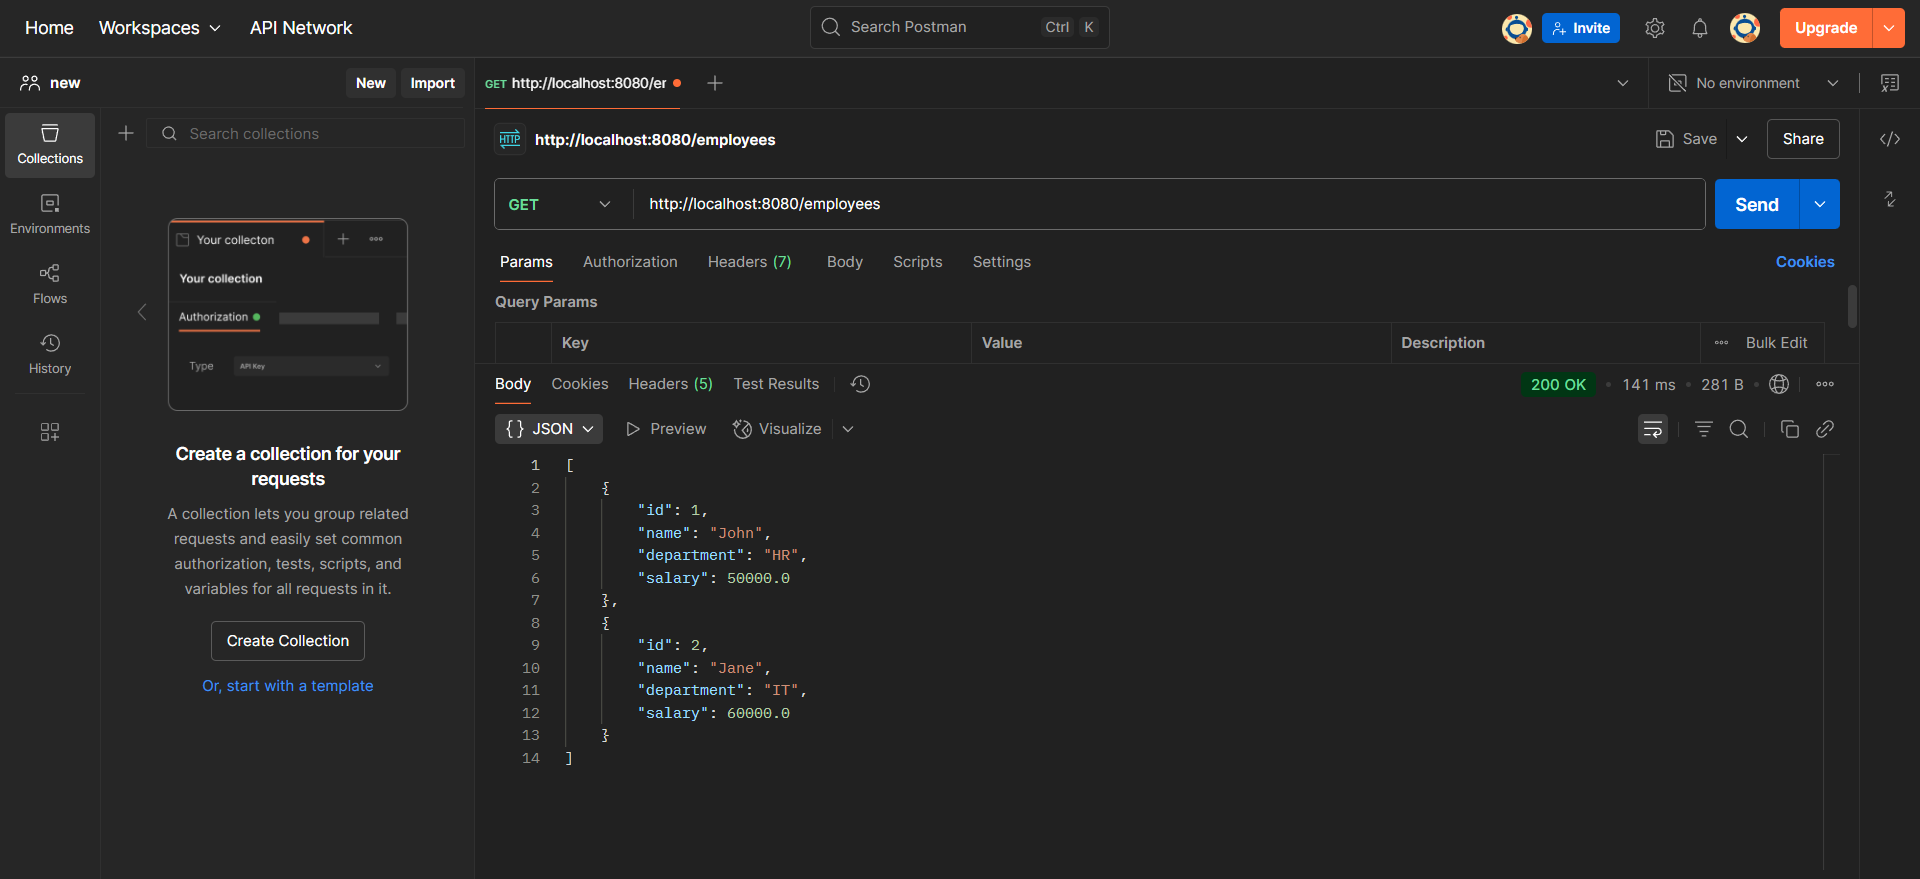 Home Workspaces API Network Search Postman Ctrl K Invite Upgrade
new New Import GET http://localhost:8080/er No environment
Search collections
Collections
Environments
Flows
History
Your collecton
Your collection
Authorization
Type API Key
Create a collection for your
requests
A collection lets you group related
requests and easily set common
authorization, tests, scripts, and
variables for all requests in it.
Create Collection
Or, start with a template
HTTP http://localhost:8080/employees Save Share
GET http://localhost:8080/employees Send
Params Authorization Headers (7) Body Scripts Settings Cookies
Query Params
Key Value Description Bulk Edit
Body Cookies Headers (5) Test Results 200 OK 141 ms 281 B
{} JSON Preview Visualize
1 [
2 {
3 "id": 1,
4 "name": "John",
5 "department": "HR",
6 "salary": 50000.0
7 },
8 {
9 "id": 2,
10 "name": "Jane",
11 "department": "IT",
12 "salary": 60000.0
13 }
14 ]